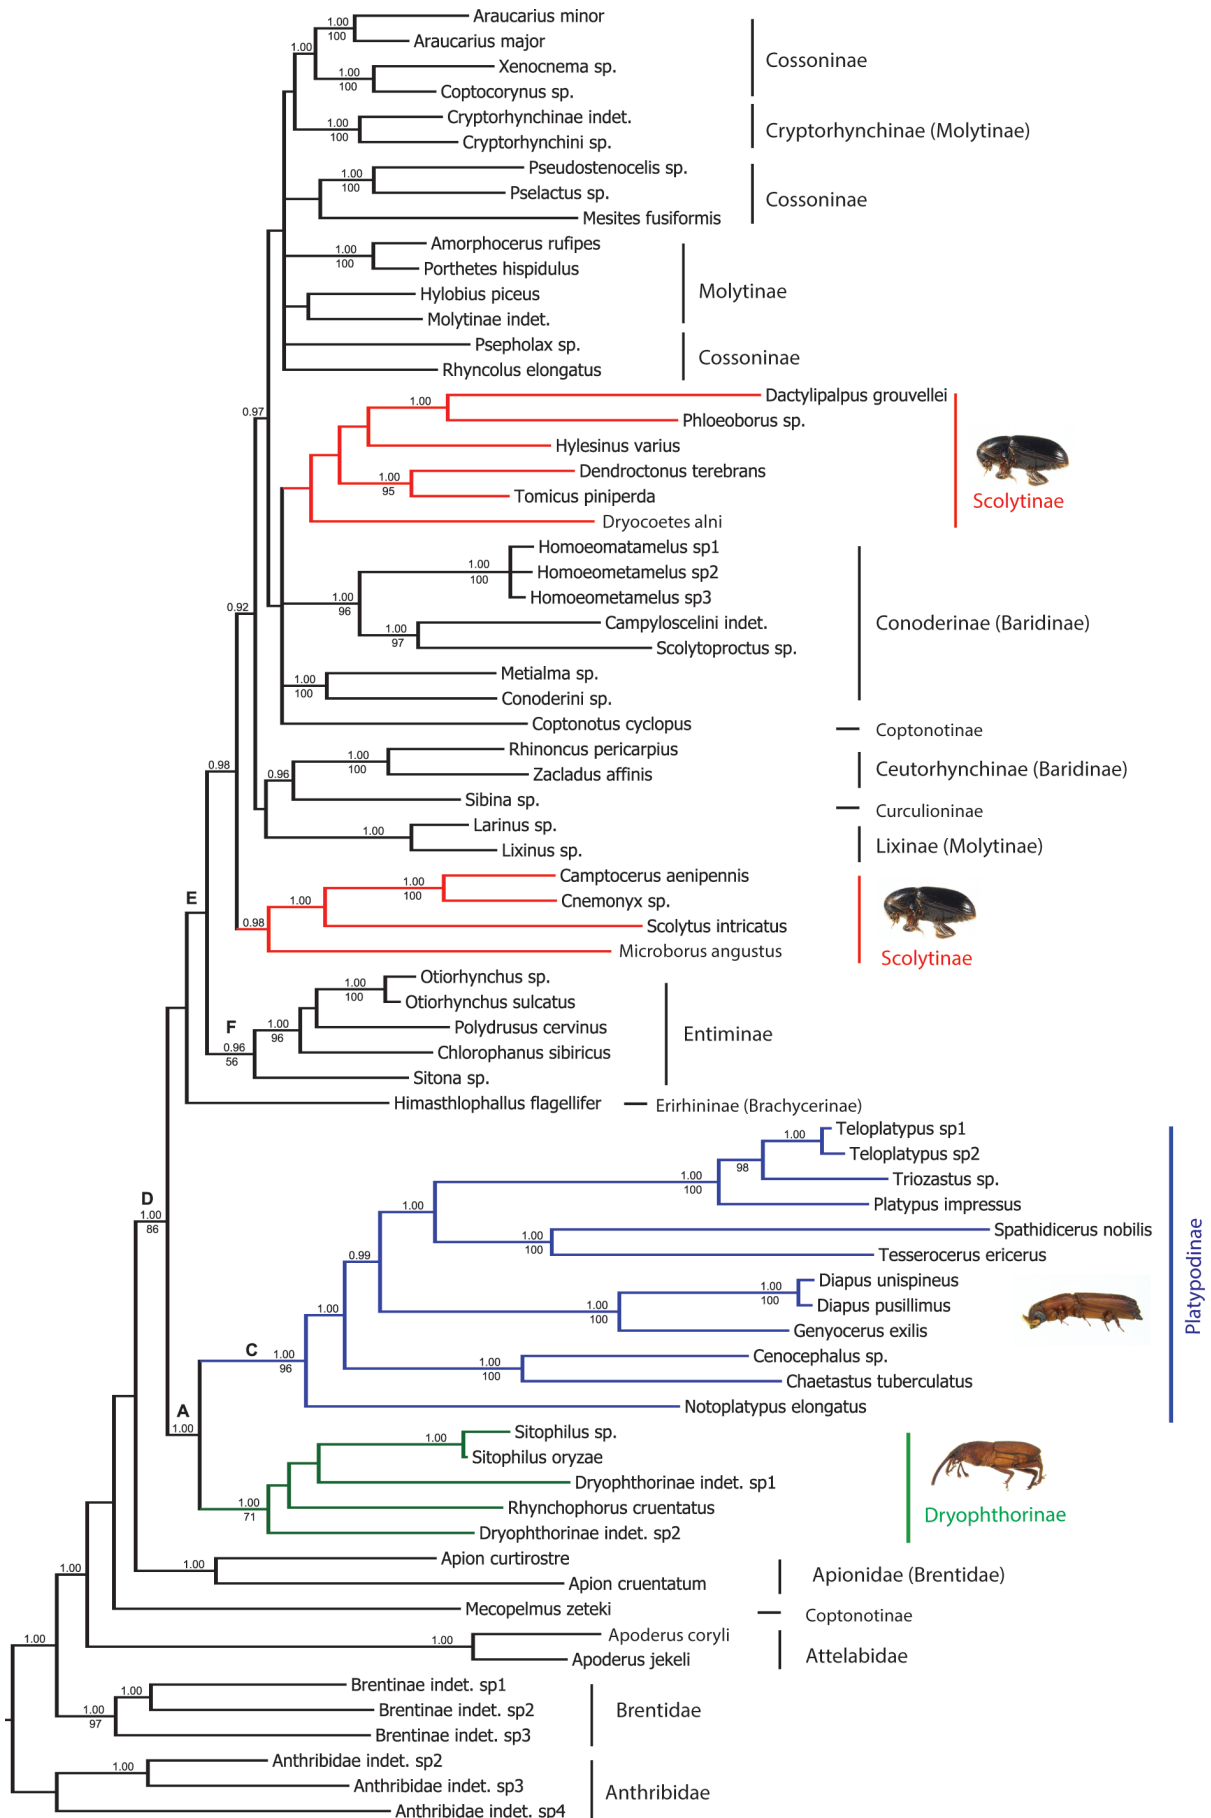 Araucarius minor
1.00
100
Araucarius major
1.00
Cossoninae
Xenocnema sp.
1.00
100
Coptocorynus sp.
Cryptorhynchinae indet.
1.00
100
Cryptorhynchinae (Molytinae)
Cryptorhynchini sp.
Pseudostenocelis sp.
1.00
100
Pselactus sp.
Cossoninae
Mesites fusiformis
Amorphocerus rufipes
1.00
100
Porthetes hispidulus
Molytinae
Hylobius piceus
Molytinae indet.
Psepholax sp.
Cossoninae
Rhyncolus elongatus
Dactylipalpus grouvellei
1.00
0.97
Phloeoborus sp.
Hylesinus varius
Dendroctonus terebrans
1.00
95
Tomicus piniperda
Scolytinae
Dryocoetes alni
Homoeomatamelus sp1
1.00
100
Homoeometamelus sp2
Homoeometamelus sp3
1.00
96
0.92
Campyloscelini indet.
Conoderinae (Baridinae)
1.00
97
Scolytoproctus sp.
Metialma sp.
1.00
100
Conoderini sp.
Coptonotus cyclopus
Coptonotinae
Rhinoncus pericarpius
1.00
100
0.98
0.96
Zacladus affinis
Ceutorhynchinae (Baridinae)
Sibina sp.
Curculioninae
Larinus sp.
1.00
Lixinae (Molytinae)
Lixinus sp.
Camptocerus aenipennis
1.00
100
E
1.00
Cnemonyx sp.
0.98
Scolytus intricatus
Microborus angustus
Scolytinae
Otiorhynchus sp.
1.00
100
Otiorhynchus sulcatus
F
1.00
96
Polydrusus cervinus
Entiminae
0.96
56
Chlorophanus sibiricus
Sitona sp.
Himasthlophallus flagellifer
Erirhininae (Brachycerinae)
Teloplatypus sp1
1.00
Teloplatypus sp2
98
1.00
100
Triozastus sp.
D
1.00
86
1.00
Platypus impressus
Spathidicerus nobilis
1.00
100
0.99
Tesserocerus ericerus
Platypodinae
Diapus unispineus
1.00
100
1.00
1.00
100
Diapus pusillimus
Genyocerus exilis
C
1.00
96
Cenocephalus sp.
1.00
100
Chaetastus tuberculatus
Notoplatypus elongatus
A
1.00
Sitophilus sp.
1.00
Sitophilus oryzae
Dryophthorinae indet. sp1
1.00
71
Rhynchophorus cruentatus
Dryophthorinae
Dryophthorinae indet. sp2
Apion curtirostre
1.00
1.00
Apionidae (Brentidae)
Apion cruentatum
Mecopelmus zeteki
Coptonotinae
Apoderus coryli
1.00
1.00
Attelabidae
Apoderus jekeli
Brentinae indet. sp1
1.00
1.00
97
Brentinae indet. sp2
Brentidae
Brentinae indet. sp3
Anthribidae indet. sp2
1.00
Anthribidae indet. sp3
Anthribidae
Anthribidae indet. sp4